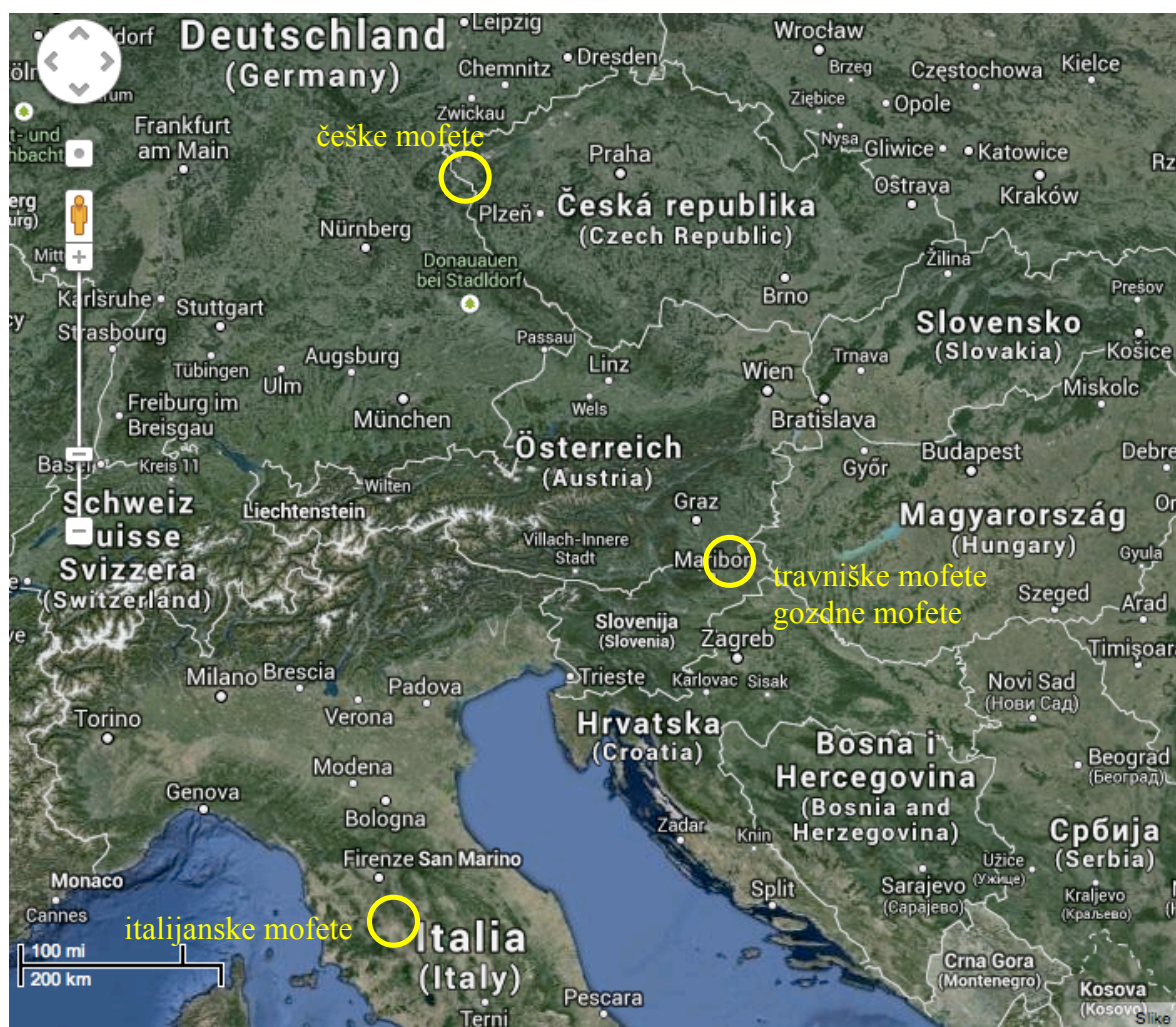 Deutschland
(Germany)
Leipzig
Wrocław
Dresden
Chemnitz
Brzeg
Częstochowa
Kielce
Zwickau
Ziębice
Opole
Frankfurt
am Main
češke mofete
Praha
Nysa
Gliwice
Katowice
Kraków
Ostrava
Plzeň
Česká republika
(Czech Republic)
Nürnberg
Donauauen
bei Stadldorf
Žilina
Brno
Prešov
Karlsruhe
Stuttgart
Strasbourg
Slovensko
(Slovakia)
Passau
Košice
Augsburg
Tübingen
Ulm
Linz
Wien
Trnava
Miskolc
Freiburg im
Breisgau
München
Wels
Bratislava
Österreich
(Austria)
Győr
Budapest
Kreis 11
Wilten
Liechtenstein
Schweiz
Suisse
Svizzera
(Switzerland)
Graz
Magyarország
(Hungary)
Villach-Innere
Stadt
Maribor
travniške mofete
gozdne mofete
Gyula
Szeged
Arad
Slovenija
(Slovenia)
Zagreb
Milano
Brescia
Padova
Trieste
Karlovac
Sisak
Verona
Novi Sad
(Нови Сад)
Torino
Hrvatska
(Croatia)
Bosna i
Hercegovina
(Bosnia and
Herzegovina)
Beograd
(Београд)
Modena
Genova
Bologna
Zadar
Knin
Србија
(Serbia)
Firenze
San Marino
Užice
(Ужице)
Monaco
Cannes
Split
Sarajevo
(Сарајево)
Kraljevo
(Краљево)
italijanske mofete
Italia
(Italy)
100 mi
200 km
Crna Gora
(Montenegro)
Kosova
(Kosovo)
Pescara
Terni
Slike